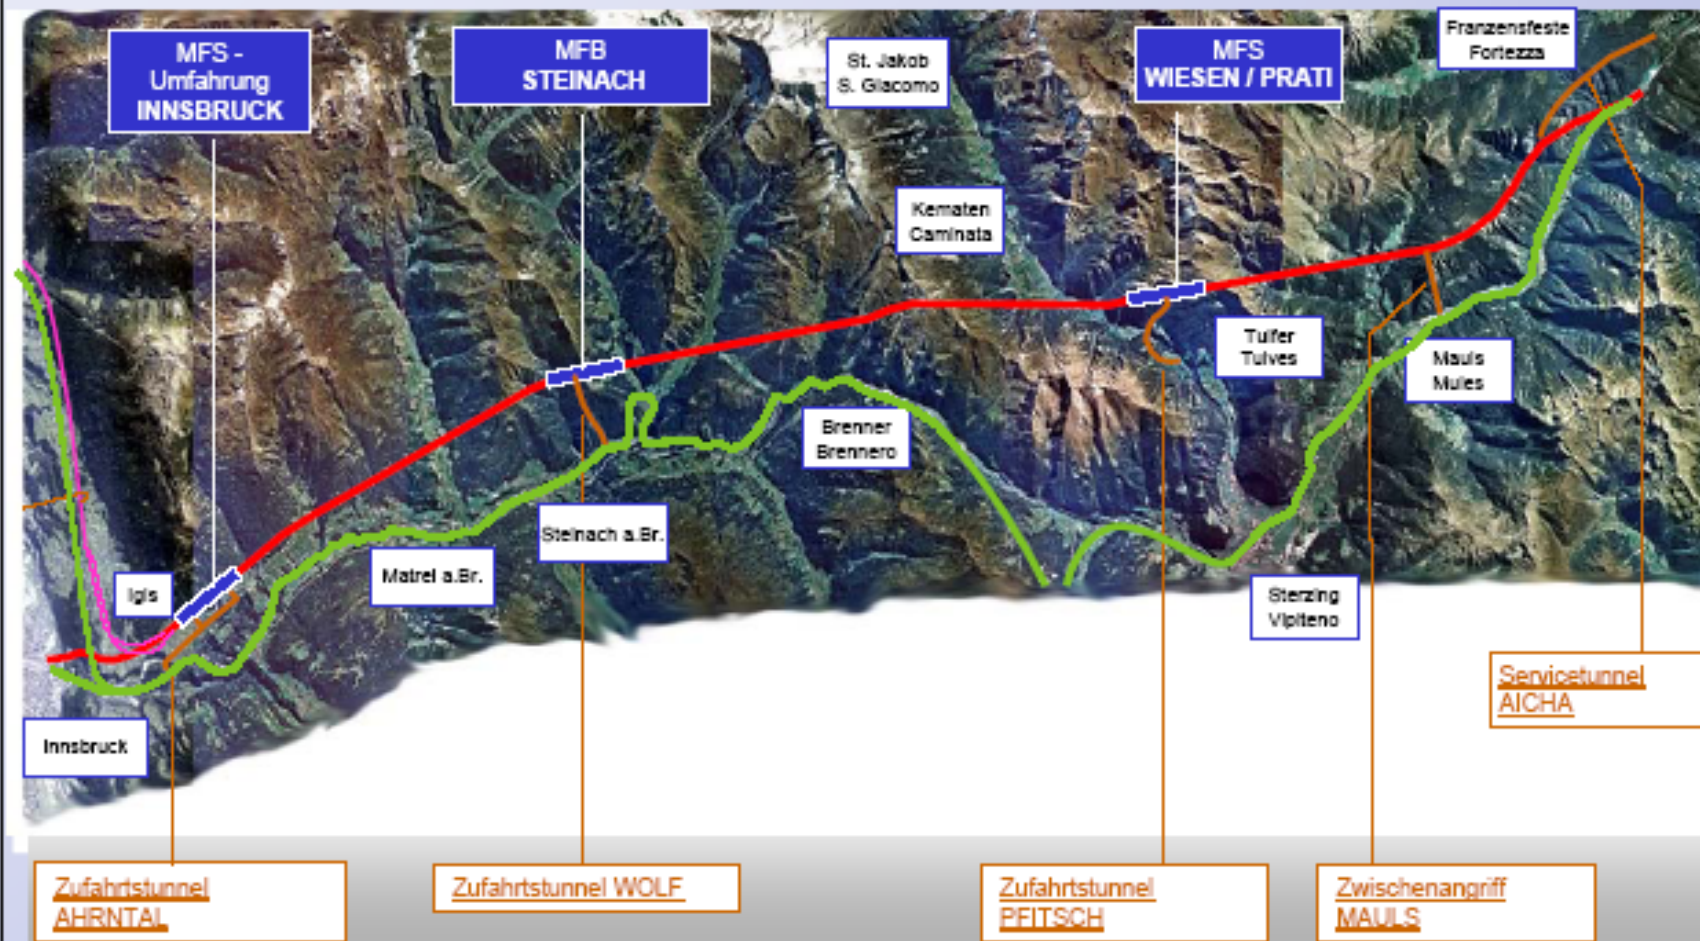 MFS -
Umfahrung
INNSBRUCK
MFB
STEINACH
St. Jakob
S. Giacomo
MFS
WIESEN / PRATI
Franzensfeste
Fortezza
Kematen
Caminata
Tulfer
Tulves
Mauls
Mules
Brenner
Brennero
Steinach a.Br.
Matrei a.Br.
Igls
Sterzing
Vipiteno
Innsbruck
Servicetunnel
AICHA
Zufahrtstunnel
AHRNTAL
Zufahrtstunnel WOLF
Zufahrtstunnel
PFITSCH
Zwischenangriff
MAULS